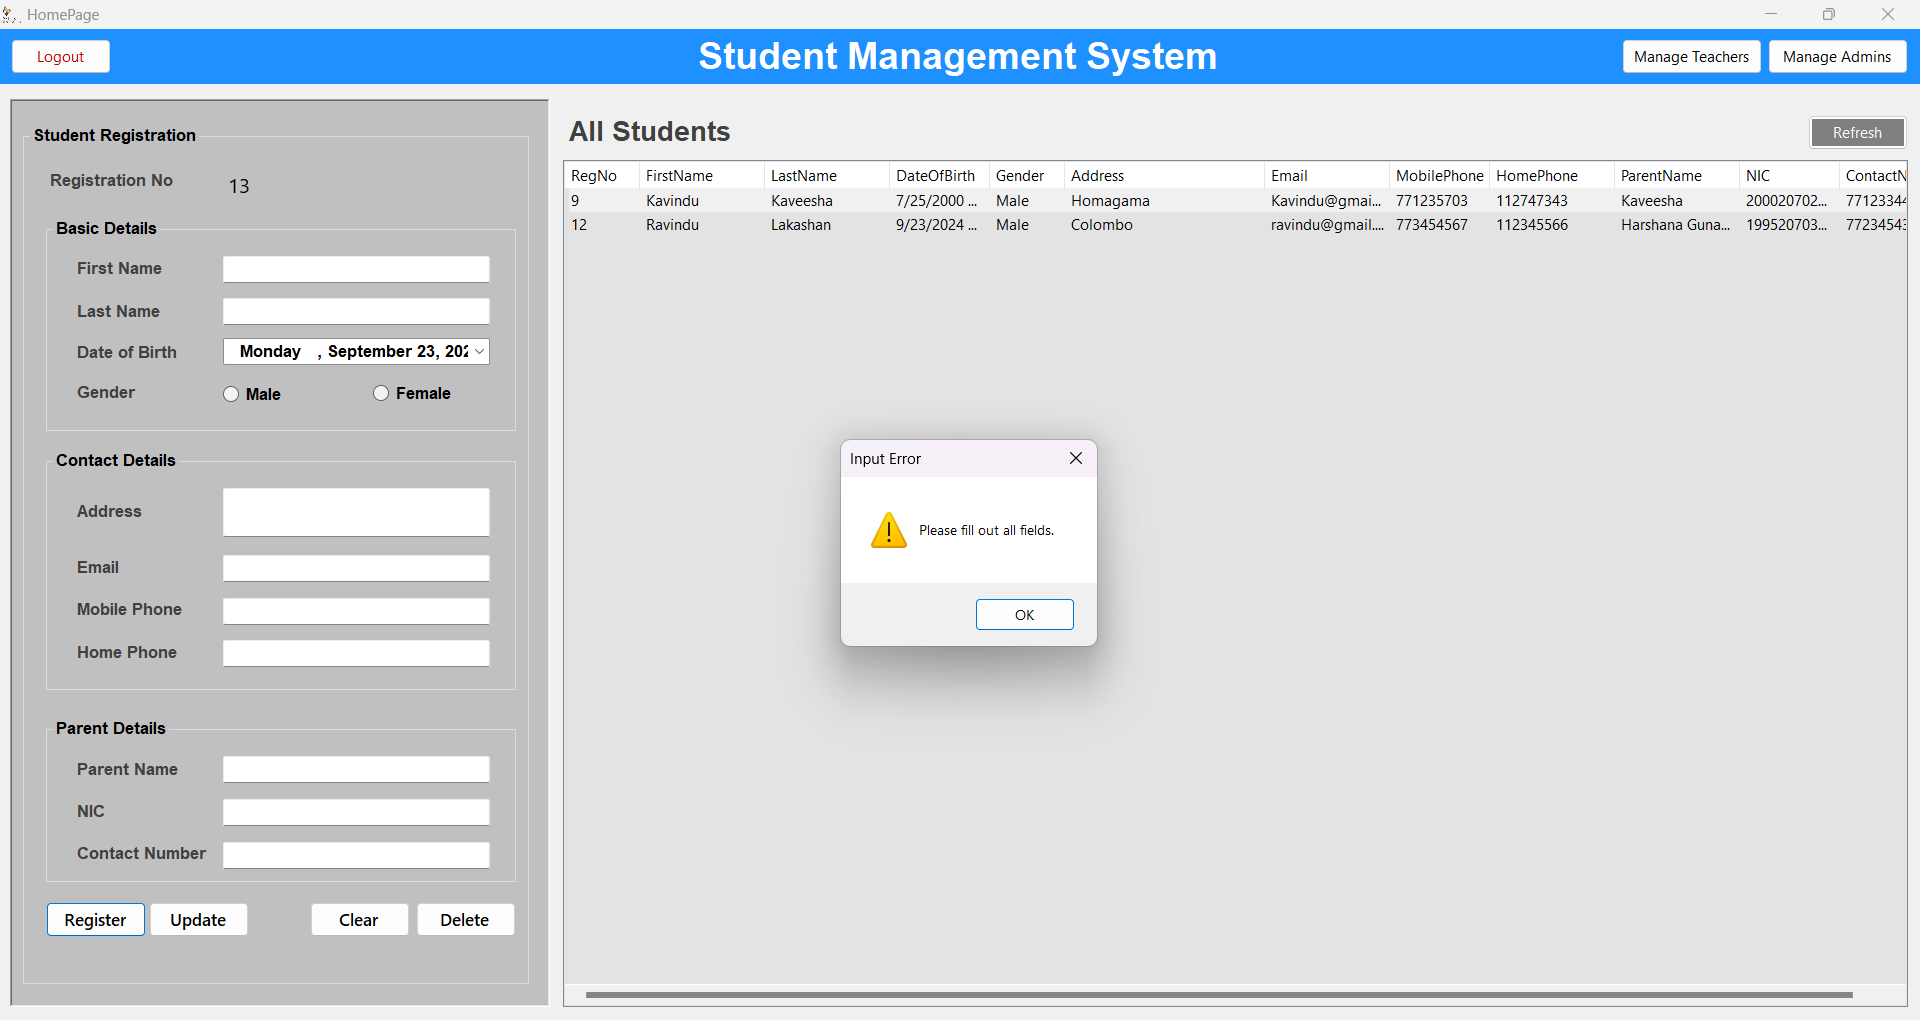 HomePage
Logout
Student Management System
Manage Teachers
Manage Admins
Student Registration
Registration No 13
Basic Details
First Name
Last Name
Date of Birth Monday , September 23, 202
Gender Male Female
Contact Details
Address
Email
Mobile Phone
Home Phone
Parent Details
Parent Name
NIC
Contact Number
Register Update Clear Delete
All Students
Refresh
RegNo FirstName LastName DateOfBirth Gender Address Email MobilePhone HomePhone ParentName NIC ContactN
9 Kavindu Kaveesha 7/25/2000 ... Male Homagama Kavindu@gmai... 771235703 112747343 Kaveesha 200020702... 7712334
12 Ravindu Lakashan 9/23/2024 ... Male Colombo ravindu@gmail.... 773454567 112345566 Harshana Guna... 199520703... 7723454
Input Error
Please fill out all fields.
OK